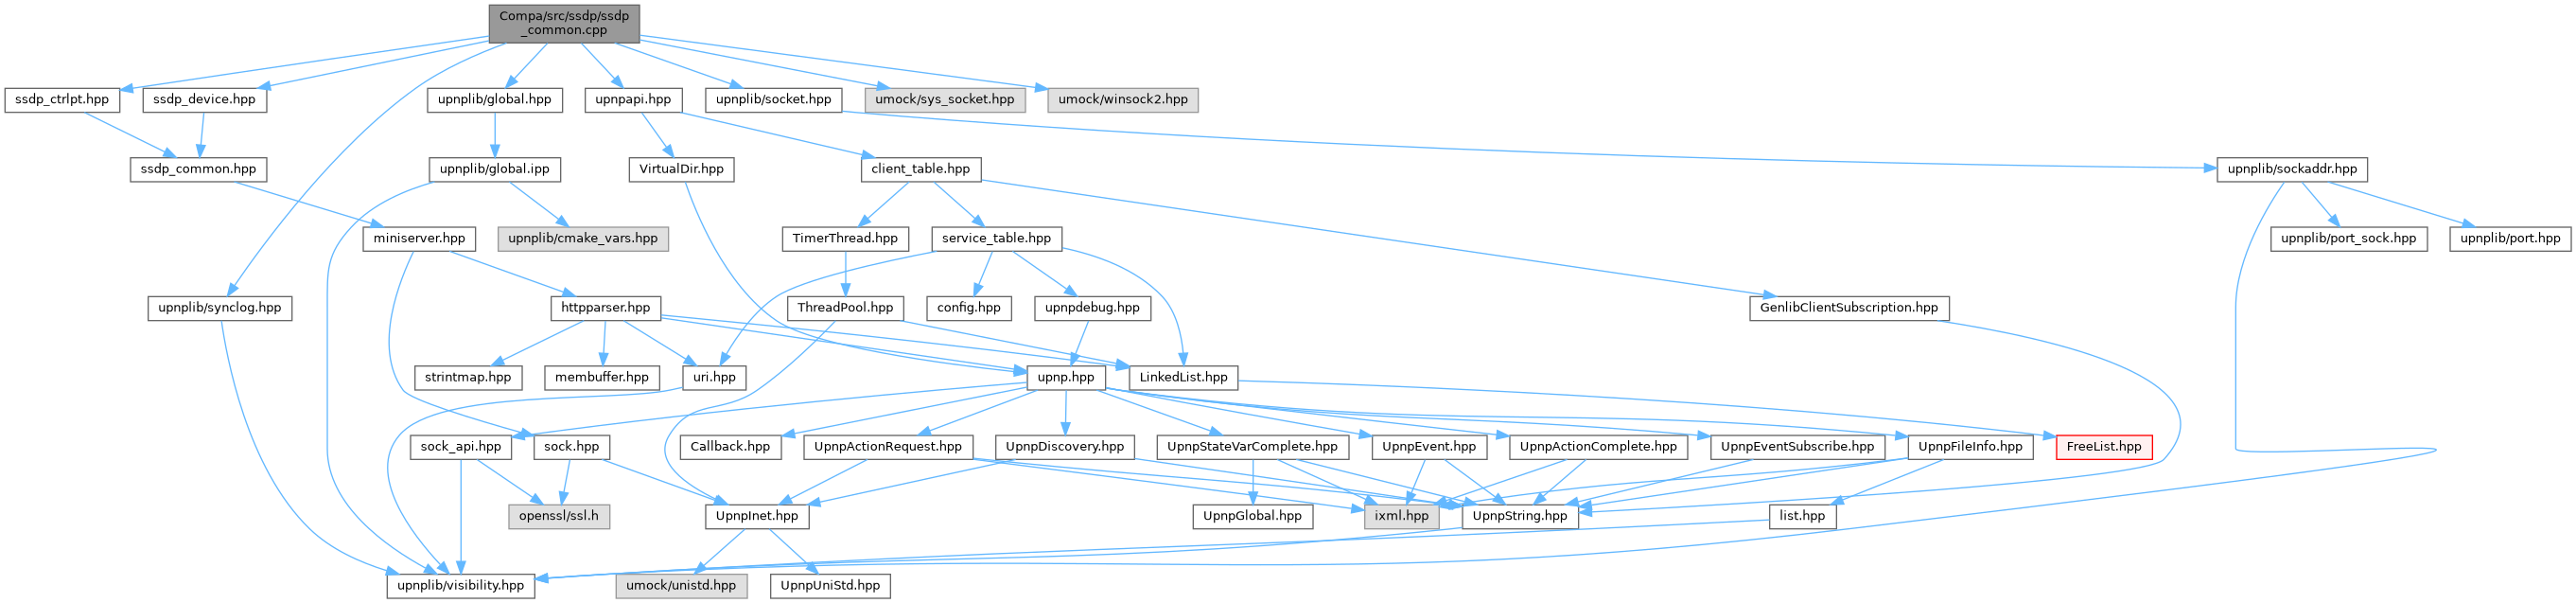 Compa/src/ssdp/ssdp
_common.cpp
ssdp_ctrlpt.hpp
ssdp_device.hpp
upnplib/global.hpp
upnpapi.hpp
upnplib/socket.hpp
umock/sys_socket.hpp
umock/winsock2.hpp
ssdp_common.hpp
upnplib/global.ipp
VirtualDir.hpp
client_table.hpp
upnplib/sockaddr.hpp
miniserver.hpp
upnplib/cmake_vars.hpp
TimerThread.hpp
service_table.hpp
upnplib/port_sock.hpp
upnplib/port.hpp
upnplib/synclog.hpp
httpparser.hpp
ThreadPool.hpp
config.hpp
upnpdebug.hpp
GenlibClientSubscription.hpp
strintmap.hpp
membuffer.hpp
uri.hpp
upnp.hpp
LinkedList.hpp
sock_api.hpp
sock.hpp
Callback.hpp
UpnpActionRequest.hpp
UpnpDiscovery.hpp
UpnpStateVarComplete.hpp
UpnpEvent.hpp
UpnpActionComplete.hpp
UpnpEventSubscribe.hpp
UpnpFileInfo.hpp
FreeList.hpp
openssl/ssl.h
UpnpInet.hpp
UpnpGlobal.hpp
ixml.hpp
UpnpString.hpp
list.hpp
upnplib/visibility.hpp
umock/unistd.hpp
UpnpUniStd.hpp